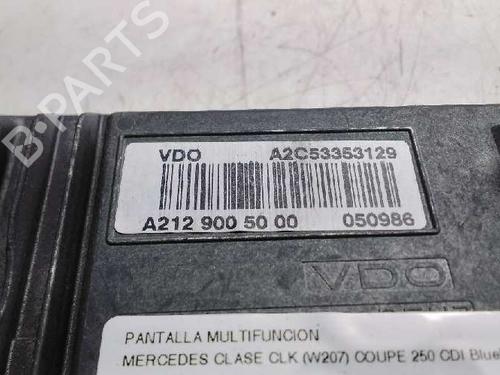 B-PARTS
VDO A2C53353129
A212 900 50 00 050986
VDO
PANTALLA MULTIFUNCION
MERCEDES CLASE CLK (W207) COUPE 250 CDI Blue